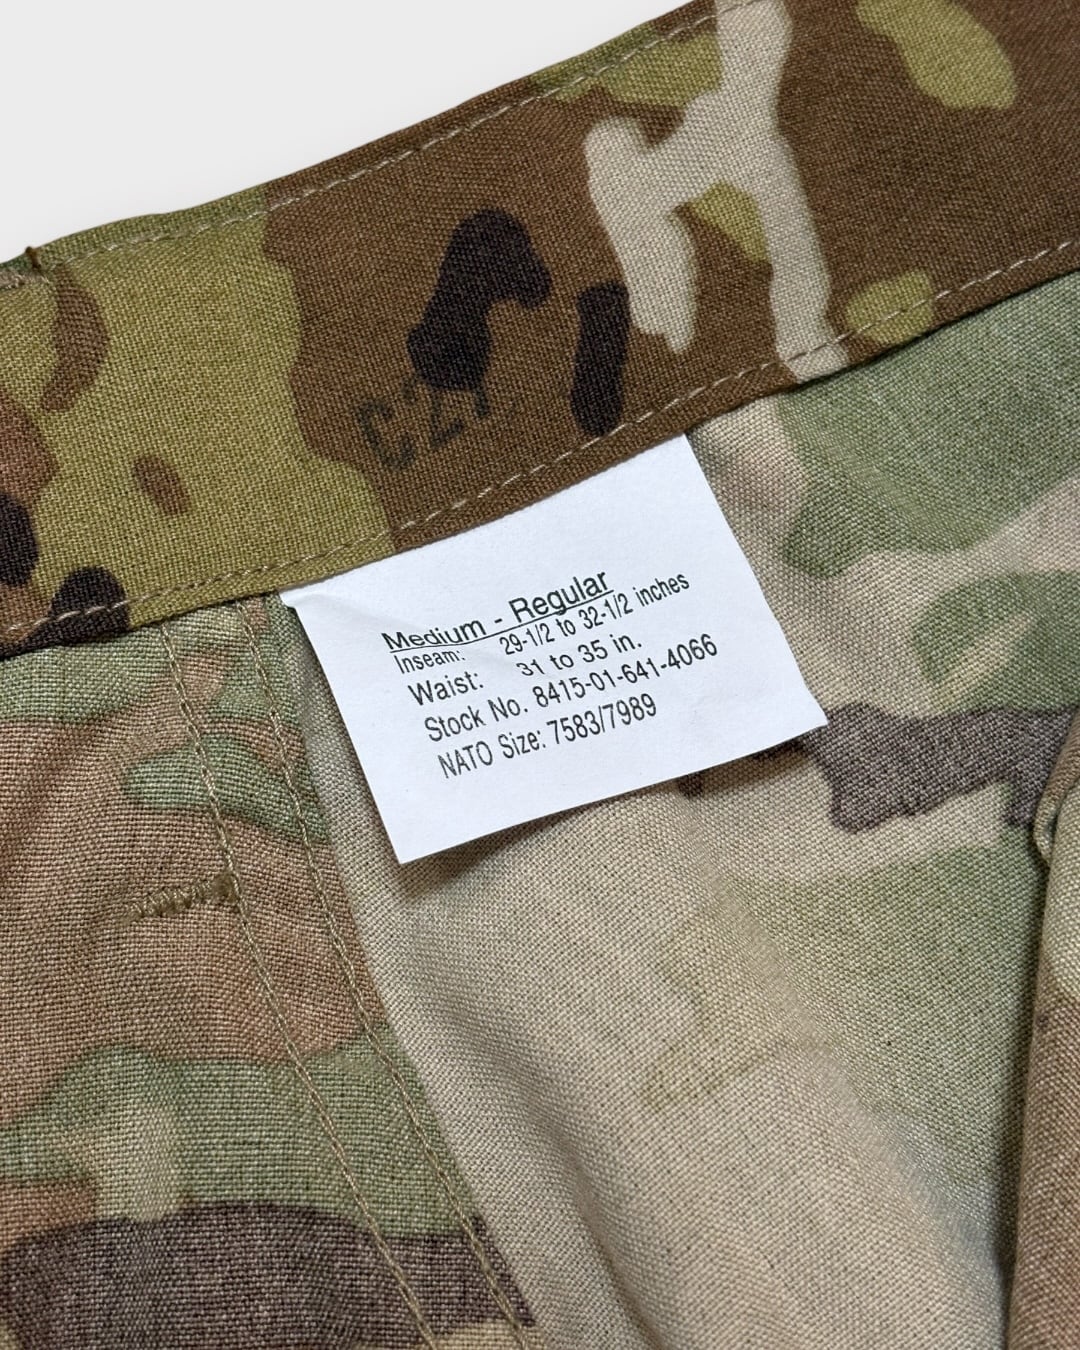 C21
Medium - Regular
Inseam: 29-1/2 to 32-1/2 inches
Waist: 31 to 35 in.
Stock No. 8415-01-641-4066
NATO Size: 7583/7989